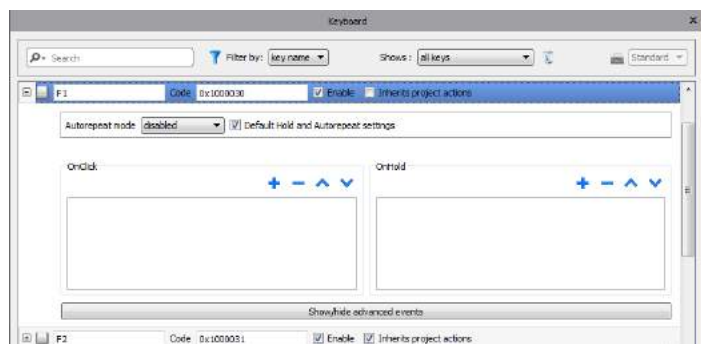 Keyboard
Search Filter by: key name Shows: all keys Standard
F1 Code 0x1000030 Enable Inherits project actions
Autorepeat mode disabled Default Hold and Autorepeat settings
OnClick OnHold
Show/hide advanced events
F2 Code 0x1000031 Enable Inherits project actions